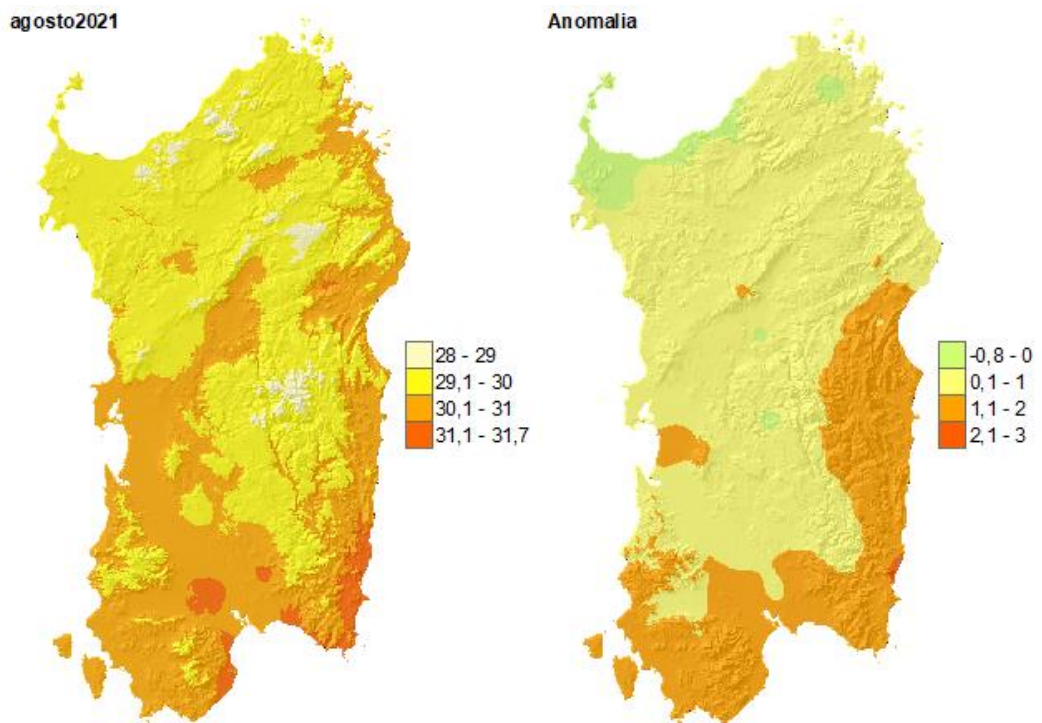 agosto2021
Anomalia
28 - 29
29,1 - 30
30,1 - 31
31,1 - 31,7
-0,8 - 0
0,1 - 1
1,1 - 2
2,1 - 3